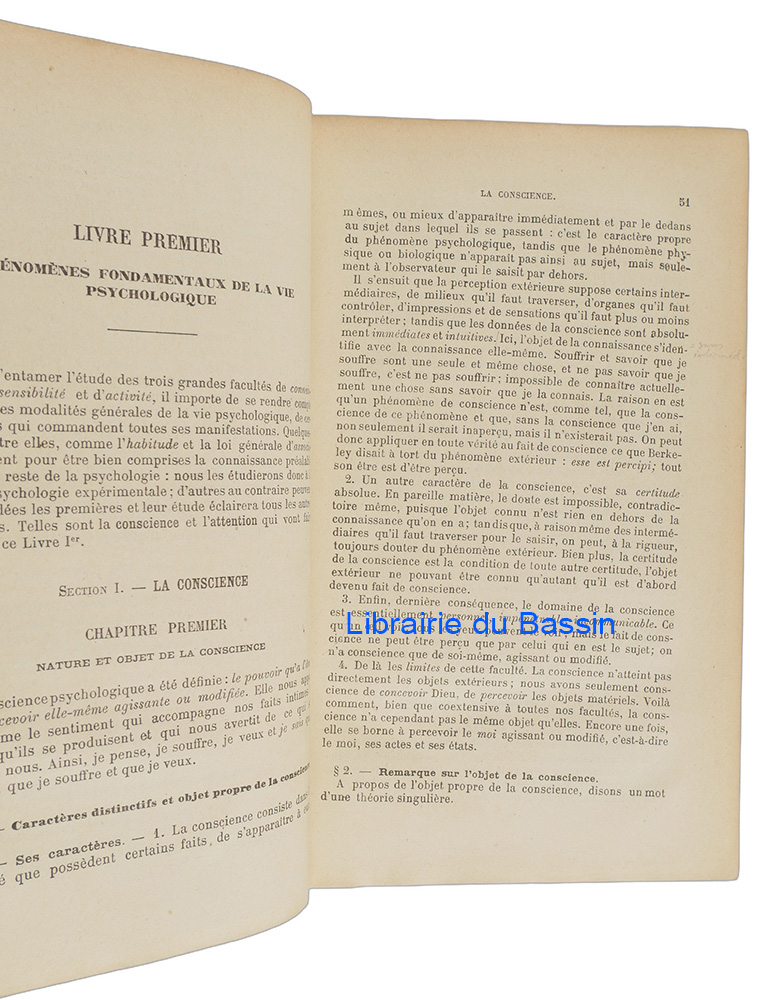 LIVRE PREMIER
ÉNOMÈNES FONDAMENTAUX DE LA VIE
PSYCHOLOGIQUE
'entamer l'étude des trois grandes facultés de
sensibilité et d'activité, il importe de se rendre
es modalités générales de la vie psychologique, de
s qui commandent toutes ses manifestations.
tre elles, comme l'habitude et la loi générale
ent pour être bien comprises la connaissance
reste de la psychologie : nous les étudierons donc
sychologie expérimentale ; d'autres au contraire
lées les premières et leur étude éclairera tous les
s. Telles sont la conscience et l'attention qui vont
ce Livre Ier.
SECTION I. — LA CONSCIENCE
CHAPITRE PREMIER
NATURE ET OBJET DE LA CONSCIENCE
science psychologique a été définie : le pouvoir qu'a
cevoir elle-même agissante ou modifiée. Elle nous
me le sentiment qui accompagne nos faits
qu'ils se produisent et qui nous avertit de ce qui
nous. Ainsi, je pense, je souffre, je veux et je sais
que je souffre et que je veux.
— Caractères distinctifs et objet propre de la
— Ses caractères. — 1. La conscience consiste
é que possèdent certains faits, de s'apparaître à
LA CONSCIENCE.
51
mêmes, ou mieux d'apparaître immédiatement et par le dedans
au sujet dans lequel ils se passent : c'est le caractère propre
du phénomène psychologique, tandis que le phénomène phy-
sique ou biologique n'apparaît pas ainsi au sujet, mais seule-
ment à l'observateur qui le saisit par dehors.
Il s'ensuit que la perception extérieure suppose certains inter-
médiaires, de milieux qu'il faut traverser, d'organes qu'il faut
contrôler, d'impressions et de sensations qu'il faut plus ou moins
interpréter ; tandis que les données de la conscience sont absolu-
ment immédiates et intuitives. Ici, l'objet de la connaissance s'iden-
tifie avec la connaissance elle-même. Souffrir et savoir que je
souffre sont une seule et même chose, et ne pas savoir que je
souffre, c'est ne pas souffrir ; impossible de connaître actuelle-
ment une chose sans savoir que je la connais. La raison en est
qu'un phénomène de conscience n'est, comme tel, que la cons-
cience de ce phénomène et que, sans la conscience que j'en ai,
non seulement il serait inaperçu, mais il n'existerait pas. On peut
donc appliquer en toute vérité au fait de conscience ce que Berke-
ley disait à tort du phénomène extérieur : esse est percipi ; tout
son être est d'être perçu.
2. Un autre caractère de la conscience, c'est sa certitude
absolue. En pareille matière, le doute est impossible, contradic-
toire même, puisque l'objet connu n'est rien en dehors de la
connaissance qu'on en a ; tandis que, à raison même des intermé-
diaires qu'il faut traverser pour le saisir, on peut, à la rigueur,
toujours douter du phénomène extérieur. Bien plus, la certitude
de la conscience est la condition de toute autre certitude, l'objet
extérieur ne pouvant être connu qu'autant qu'il est d'abord
devenu fait de conscience.
3. Enfin, dernière conséquence, le domaine de la conscience
est essentiellement Ce
Librairie du Bassin
mais le fait de cons-
cience ne peut être perçu que par celui qui en est le sujet ; on
n'a conscience que de soi-même, agissant ou modifié.
4. De là les limites de cette faculté. La conscience n'atteint pas
directement les objets extérieurs ; nous avons seulement cons-
cience de concevoir Dieu, de percevoir les objets matériels. Voilà
comment, bien que coextensive à toutes nos facultés, la cons-
cience n'a cependant pas le même objet qu'elles. Encore une fois,
elle se borne à percevoir le moi agissant ou modifié, c'est-à-dire
le moi, ses actes et ses états.
§ 2. — Remarque sur l'objet de la conscience.
A propos de l'objet propre de la conscience, disons un mot
d'une théorie singulière.